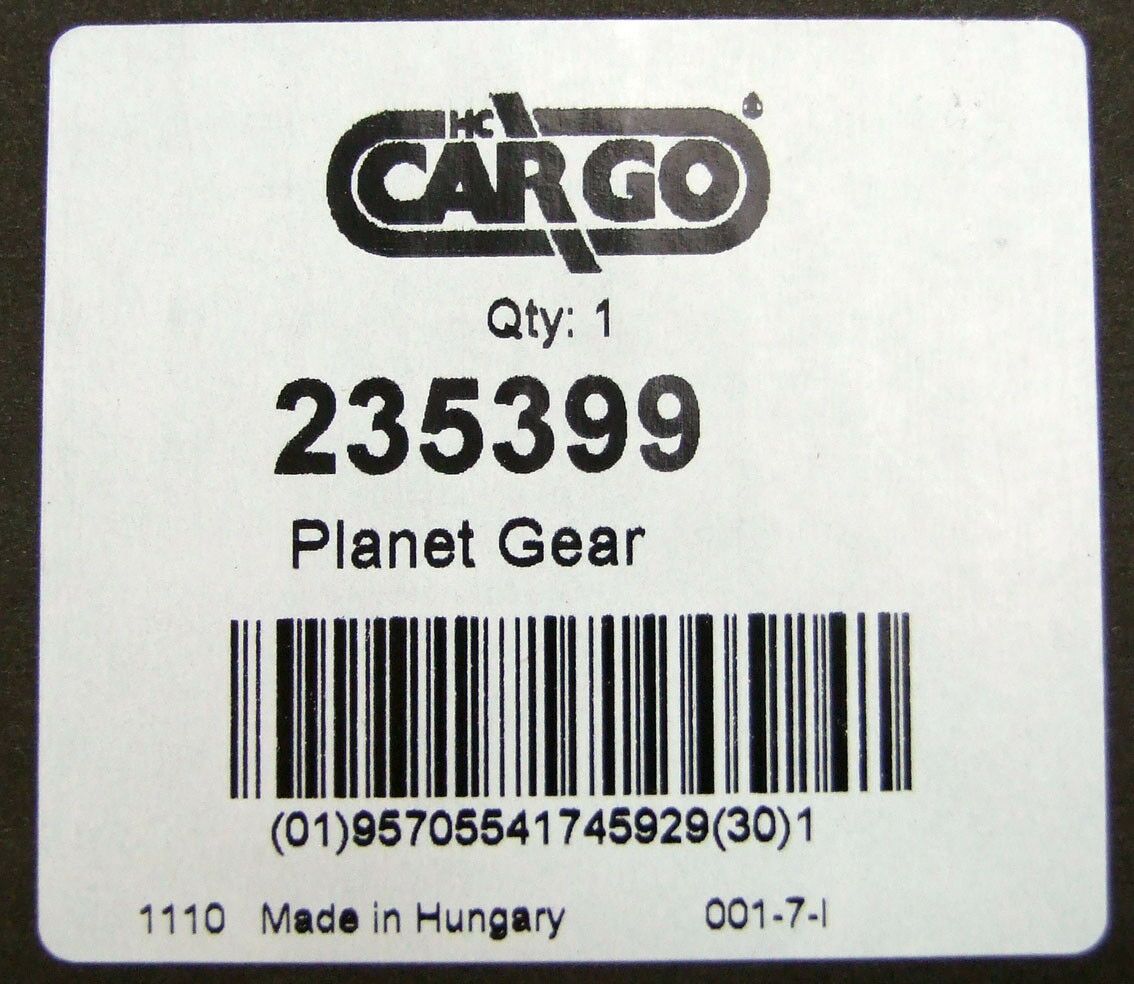 HC
CARGO
Qty: 1
235399
Planet Gear
(01)95705541745929(30)1
1110 Made in Hungary 001-7-I